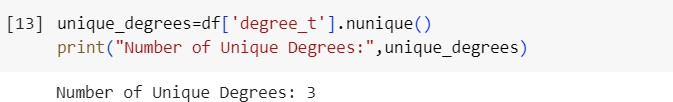 [13] unique_degrees=df['degree_t'].nunique()
print("Number of Unique Degrees:",unique_degrees)
Number of Unique Degrees: 3